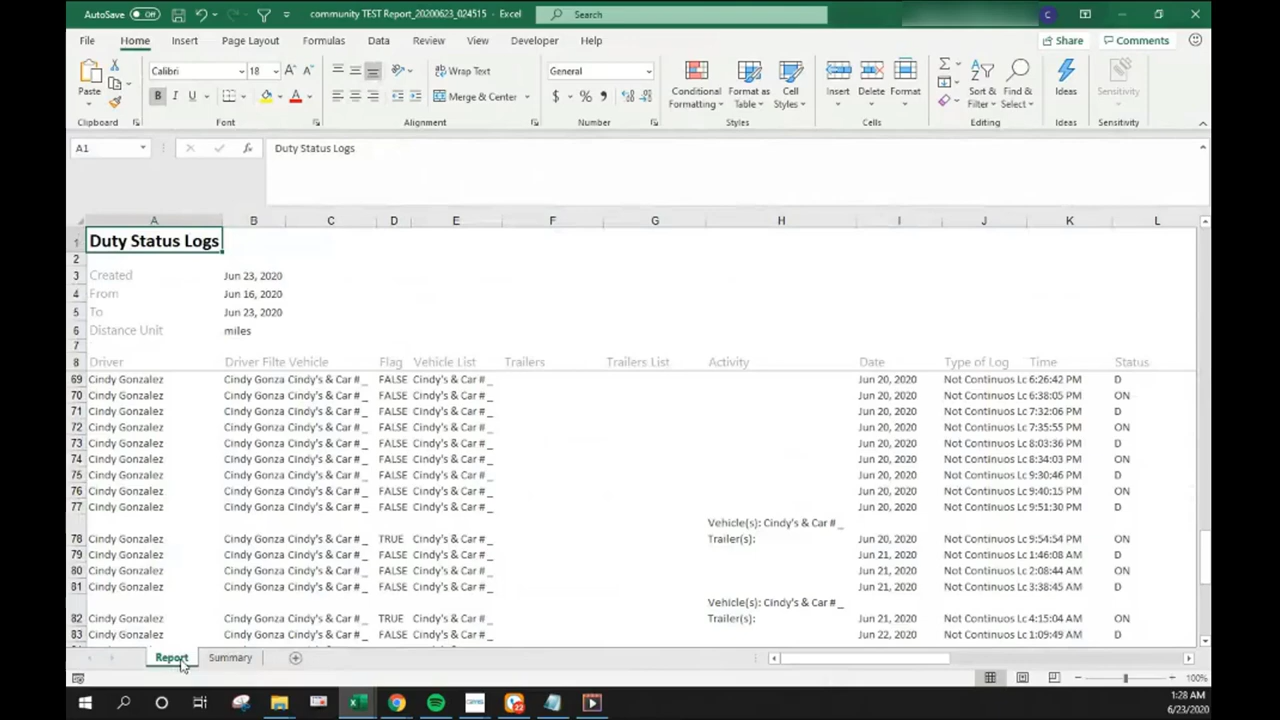 AutoSave Off community TEST Report_20200623_024515 - Excel Search C
File Home Insert Page Layout Formulas Data Review View Developer Help Share Comments
Paste Calibri 18 Wrap Text General Conditional Formatting Format as Table Cell Styles Insert Delete Format Sort & Filter Find & Select Ideas Sensitivity
B I U A Merge & Center $ % ,
Clipboard Font Alignment Number Styles Cells Editing Ideas Sensitivity
A1 fx Duty Status Logs
A B C D E F G H I J K L
1 Duty Status Logs
2
3 Created Jun 23, 2020
4 From Jun 16, 2020
5 To Jun 23, 2020
6 Distance Unit miles
7
8 Driver Driver Filte Vehicle Flag Vehicle List Trailers Trailers List Activity Date Type of Log Time Status
69 Cindy Gonzalez Cindy Gonza Cindy's & Car # _ FALSE Cindy's & Car # _ Jun 20, 2020 Not Continuos Lc 6:26:42 PM D
70 Cindy Gonzalez Cindy Gonza Cindy's & Car # _ FALSE Cindy's & Car # _ Jun 20, 2020 Not Continuos Lc 6:38:05 PM ON
71 Cindy Gonzalez Cindy Gonza Cindy's & Car # _ FALSE Cindy's & Car # _ Jun 20, 2020 Not Continuos Lc 7:32:06 PM D
72 Cindy Gonzalez Cindy Gonza Cindy's & Car # _ FALSE Cindy's & Car # _ Jun 20, 2020 Not Continuos Lc 7:35:55 PM ON
73 Cindy Gonzalez Cindy Gonza Cindy's & Car # _ FALSE Cindy's & Car # _ Jun 20, 2020 Not Continuos Lc 8:03:36 PM D
74 Cindy Gonzalez Cindy Gonza Cindy's & Car # _ FALSE Cindy's & Car # _ Jun 20, 2020 Not Continuos Lc 8:34:03 PM ON
75 Cindy Gonzalez Cindy Gonza Cindy's & Car # _ FALSE Cindy's & Car # _ Jun 20, 2020 Not Continuos Lc 9:30:46 PM D
76 Cindy Gonzalez Cindy Gonza Cindy's & Car # _ FALSE Cindy's & Car # _ Jun 20, 2020 Not Continuos Lc 9:40:15 PM ON
77 Cindy Gonzalez Cindy Gonza Cindy's & Car # _ FALSE Cindy's & Car # _ Jun 20, 2020 Not Continuos Lc 9:51:30 PM D
Vehicle(s): Cindy's & Car # _
78 Cindy Gonzalez Cindy Gonza Cindy's & Car # _ TRUE Cindy's & Car # _ Trailer(s): Jun 20, 2020 Not Continuos Lc 9:54:54 PM ON
79 Cindy Gonzalez Cindy Gonza Cindy's & Car # _ FALSE Cindy's & Car # _ Jun 21, 2020 Not Continuos Lc 1:46:08 AM D
80 Cindy Gonzalez Cindy Gonza Cindy's & Car # _ FALSE Cindy's & Car # _ Jun 21, 2020 Not Continuos Lc 2:08:44 AM ON
81 Cindy Gonzalez Cindy Gonza Cindy's & Car # _ FALSE Cindy's & Car # _ Jun 21, 2020 Not Continuos Lc 3:38:45 AM D
Vehicle(s): Cindy's & Car # _
82 Cindy Gonzalez Cindy Gonza Cindy's & Car # _ TRUE Cindy's & Car # _ Trailer(s): Jun 21, 2020 Not Continuos Lc 4:15:04 AM ON
83 Cindy Gonzalez Cindy Gonza Cindy's & Car # _ FALSE Cindy's & Car # _ Jun 22, 2020 Not Continuos Lc 1:09:49 AM D
Report Summary
100%
1:28 AM
6/23/2020